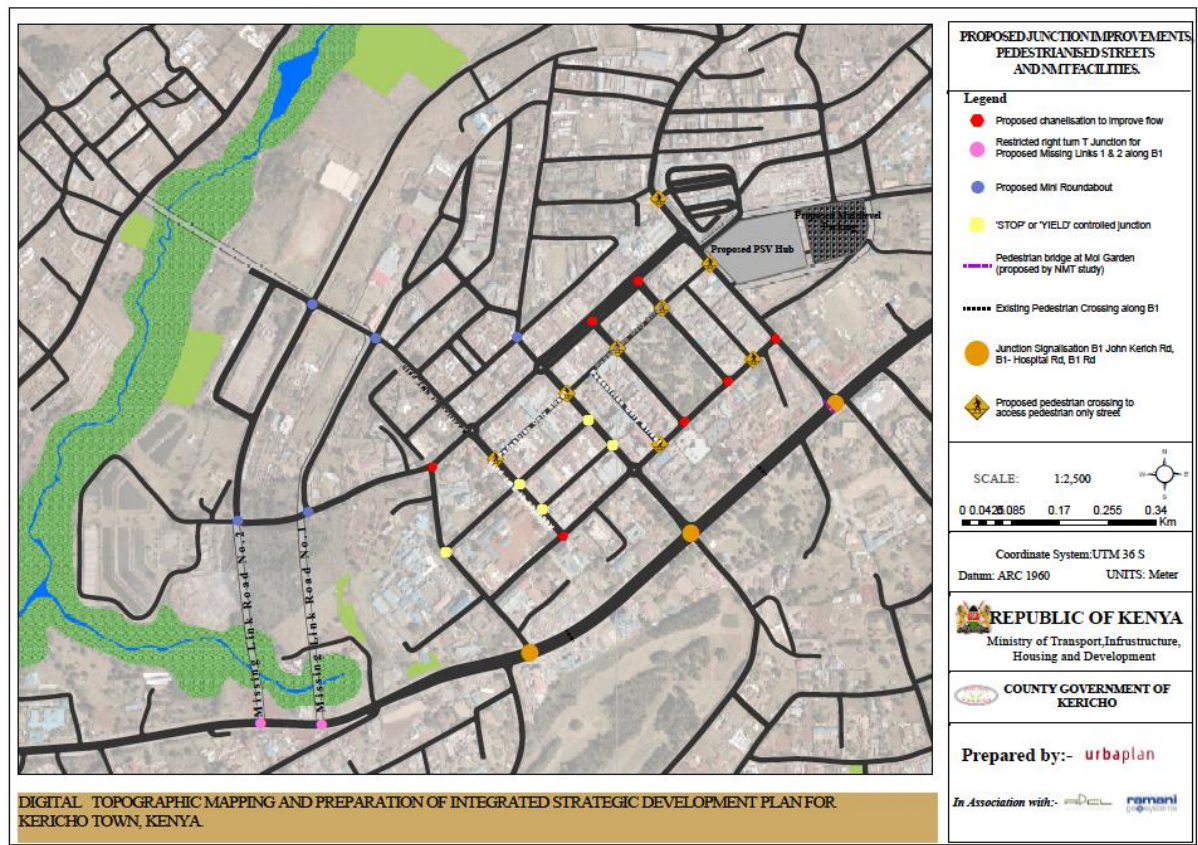 PROPOSED JUNCTION IMPROVEMENTS,
PEDESTRIANISED STREETS
AND NMT FACILITIES.
Legend
Proposed chanelisation to improve flow
Restricted right turn T Junction for
Proposed Missing Links 1 & 2 along B1
Proposed Mini Roundabout
'STOP' or 'YIELD' controlled junction
Pedestrian bridge at Moi Garden
(proposed by NMT study)
Existing Pedestrian Crossing along B1
Junction Signalisation B1 John Kerich Rd,
B1- Hospital Rd, B1 Rd
Proposed pedestrian crossing to
access pedestrian only street
SCALE: 1:2,500
N
W E
S
0 0.0425 0.085 0.17 0.255 0.34
Km
Coordinate System:UTM 36 S
Datum: ARC 1960 UNITS: Meter
REPUBLIC OF KENYA
Ministry of Transport,Infrustructure,
Housing and Development
COUNTY GOVERNMENT OF
KERICHO
Prepared by:- urbaplan
In Association with:- ramani
geosystems
Proposed Multilevel
Parking
Proposed PSV Hub
Missing Link Road No.2
Missing Link Road No.1
DIGITAL TOPOGRAPHIC MAPPING AND PREPARATION OF INTEGRATED STRATEGIC DEVELOPMENT PLAN FOR
KERICHO TOWN, KENYA.